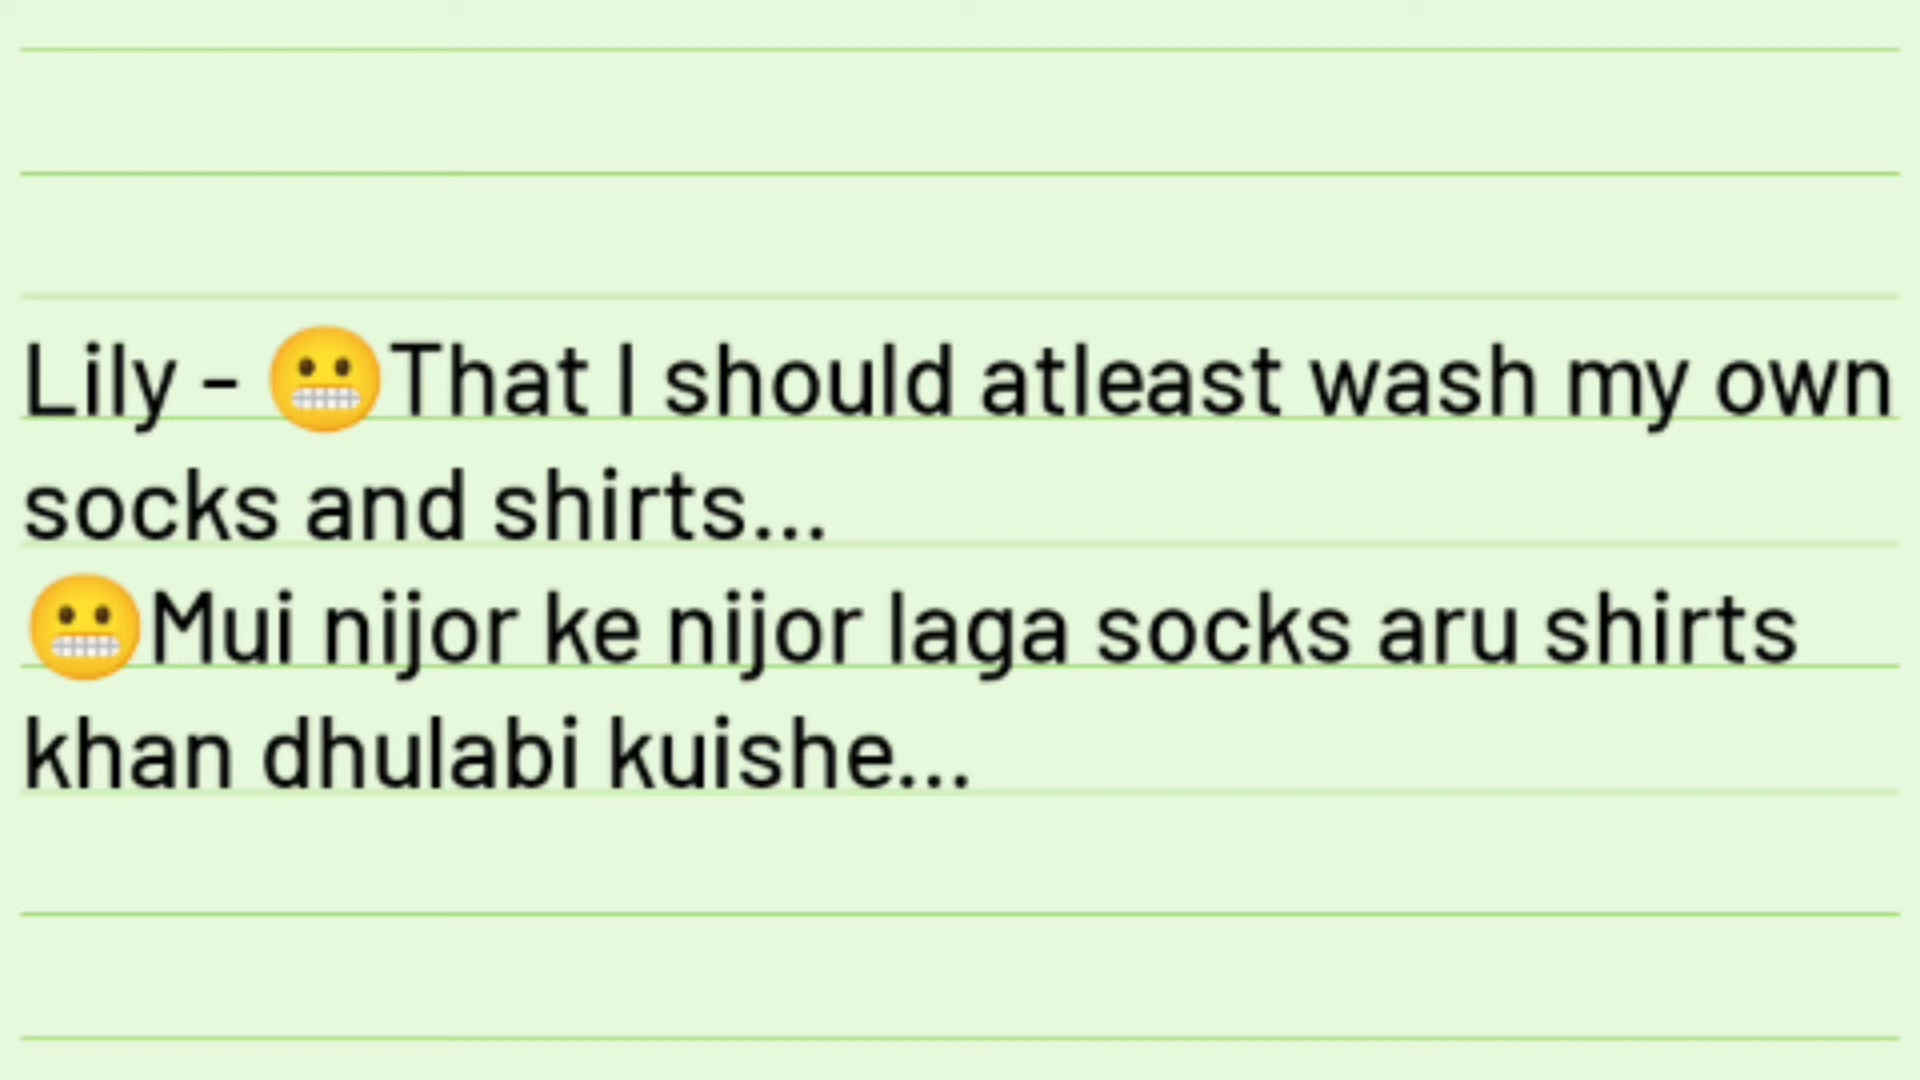 Lily - 😬That I should atleast wash my own
socks and shirts...
😬Mui nijor ke nijor laga socks aru shirts
khan dhulabi kuishe...